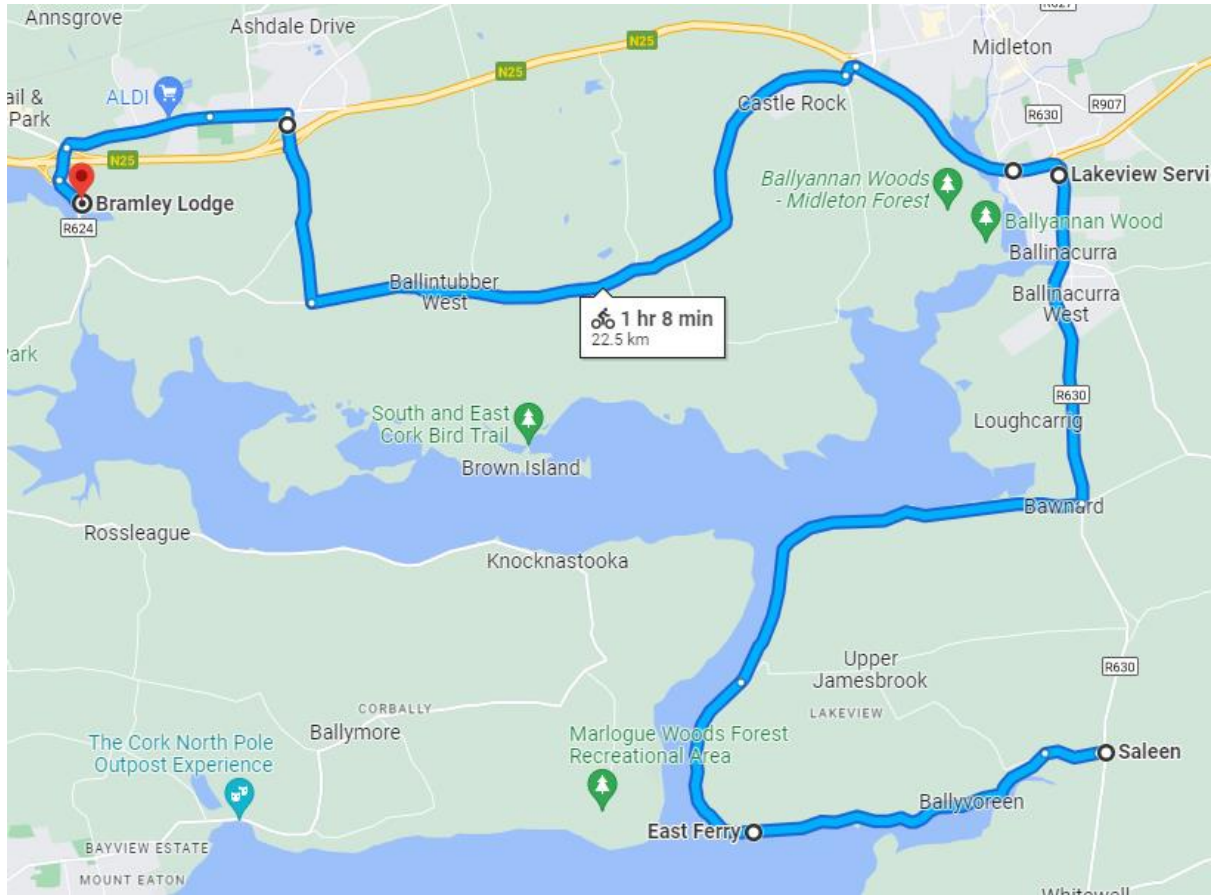 Annsgrove
Ashdale Drive
R627
N25
Midleton
ALDI
N25
ail &
Park
Castle Rock
R907
R630
N25
Ballyannan Woods
- Midleton Forest
Lakeview Servi
Bramley Lodge
R624
Ballyannan Wood
Ballinacurra
Ballintubber
West
Ballinacurra
West
1 hr 8 min
22.5 km
Park
R630
South and East
Cork Bird Trail
Loughcarrig
Brown Island
Bawnard
Rossleague
Knocknastooka
Upper
Jamesbrook
R630
CORBALLY
LAKEVIEW
Ballymore
Marlogue Woods Forest
Recreational Area
The Cork North Pole
Outpost Experience
Saleen
Ballyvoreen
East Ferry
BAYVIEW ESTATE
MOUNT EATON